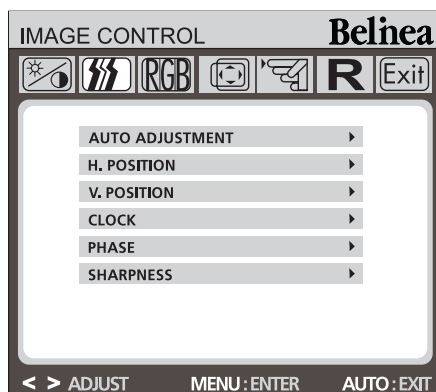 IMAGE CONTROL Belinea
RGB R Exit
AUTO ADJUSTMENT
H. POSITION
V. POSITION
CLOCK
PHASE
SHARPNESS
< > ADJUST MENU : ENTER AUTO : EXIT